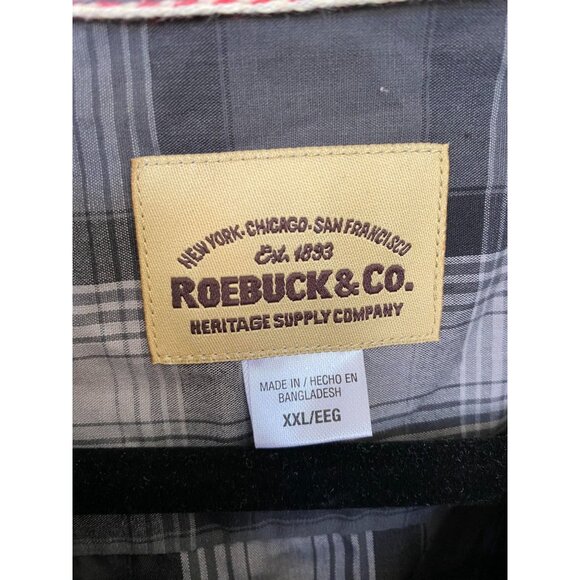 NEW YORK · CHICAGO · SAN FRANCISCO
Est. 1893
ROEBUCK & CO.
HERITAGE SUPPLY COMPANY
MADE IN / HECHO EN
BANGLADESH
XXL/EEG